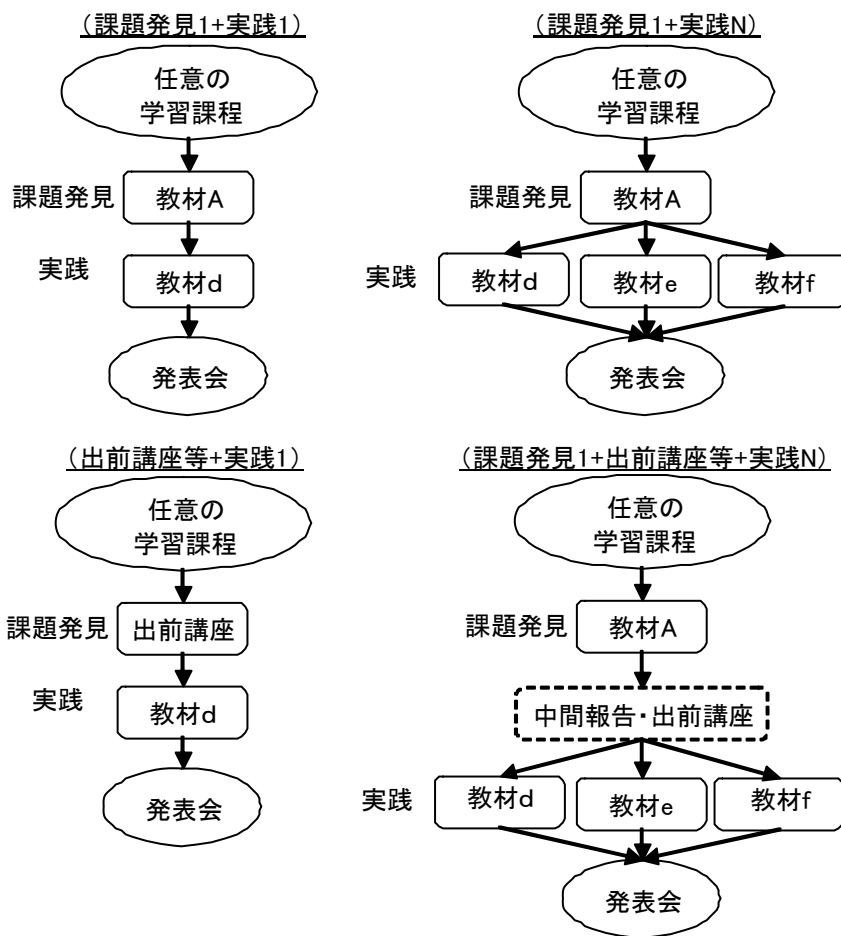 (課題発見1+実践1)
任意の
学習課程
課題発見
教材A
実践
教材d
発表会
(課題発見1+実践N)
任意の
学習課程
課題発見
教材A
実践
教材d
教材e
教材f
発表会
(出前講座等+実践1)
任意の
学習課程
課題発見
出前講座
実践
教材d
発表会
(課題発見1+出前講座等+実践N)
任意の
学習課程
課題発見
教材A
中間報告・出前講座
実践
教材d
教材e
教材f
発表会